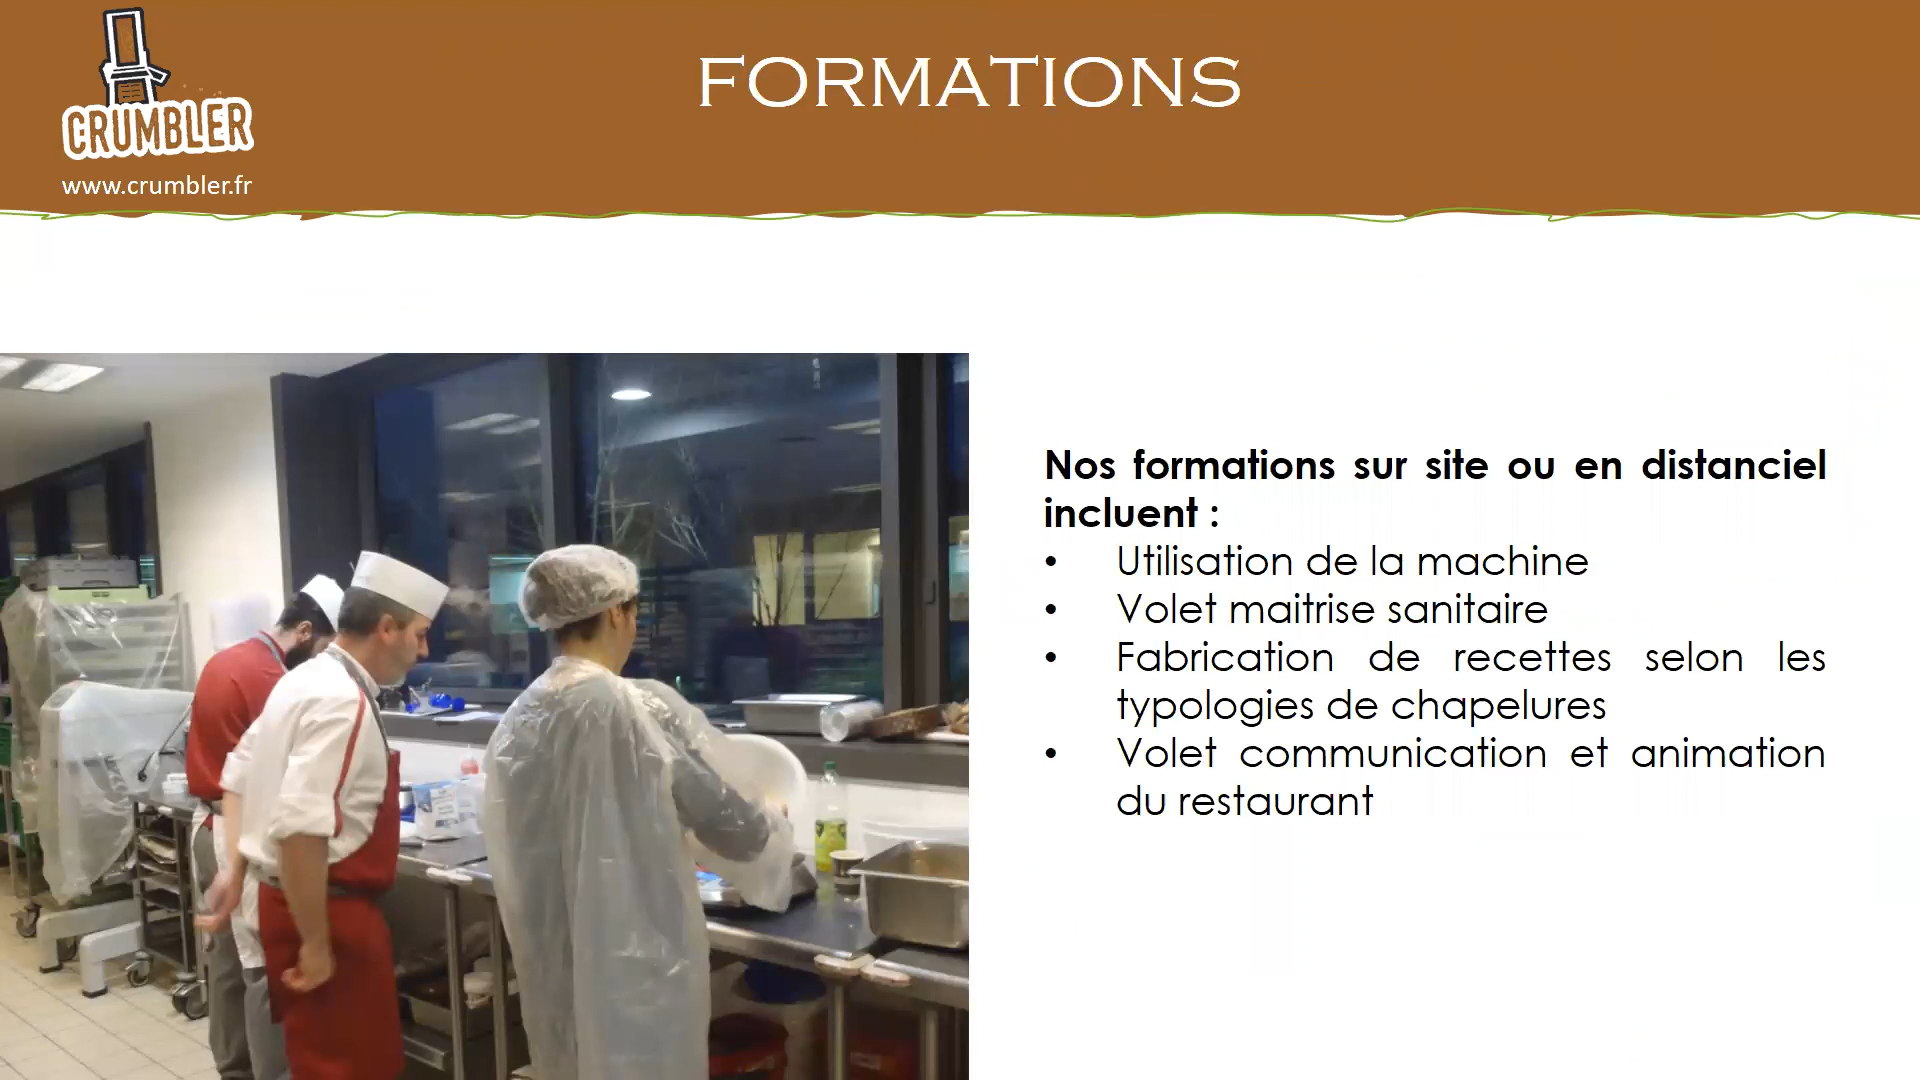 CRUMBLER
www.crumbler.fr
FORMATIONS
Nos formations sur site ou en distanciel
incluent :
• Utilisation de la machine
• Volet maitrise sanitaire
• Fabrication de recettes selon les
typologies de chapelures
• Volet communication et animation
du restaurant